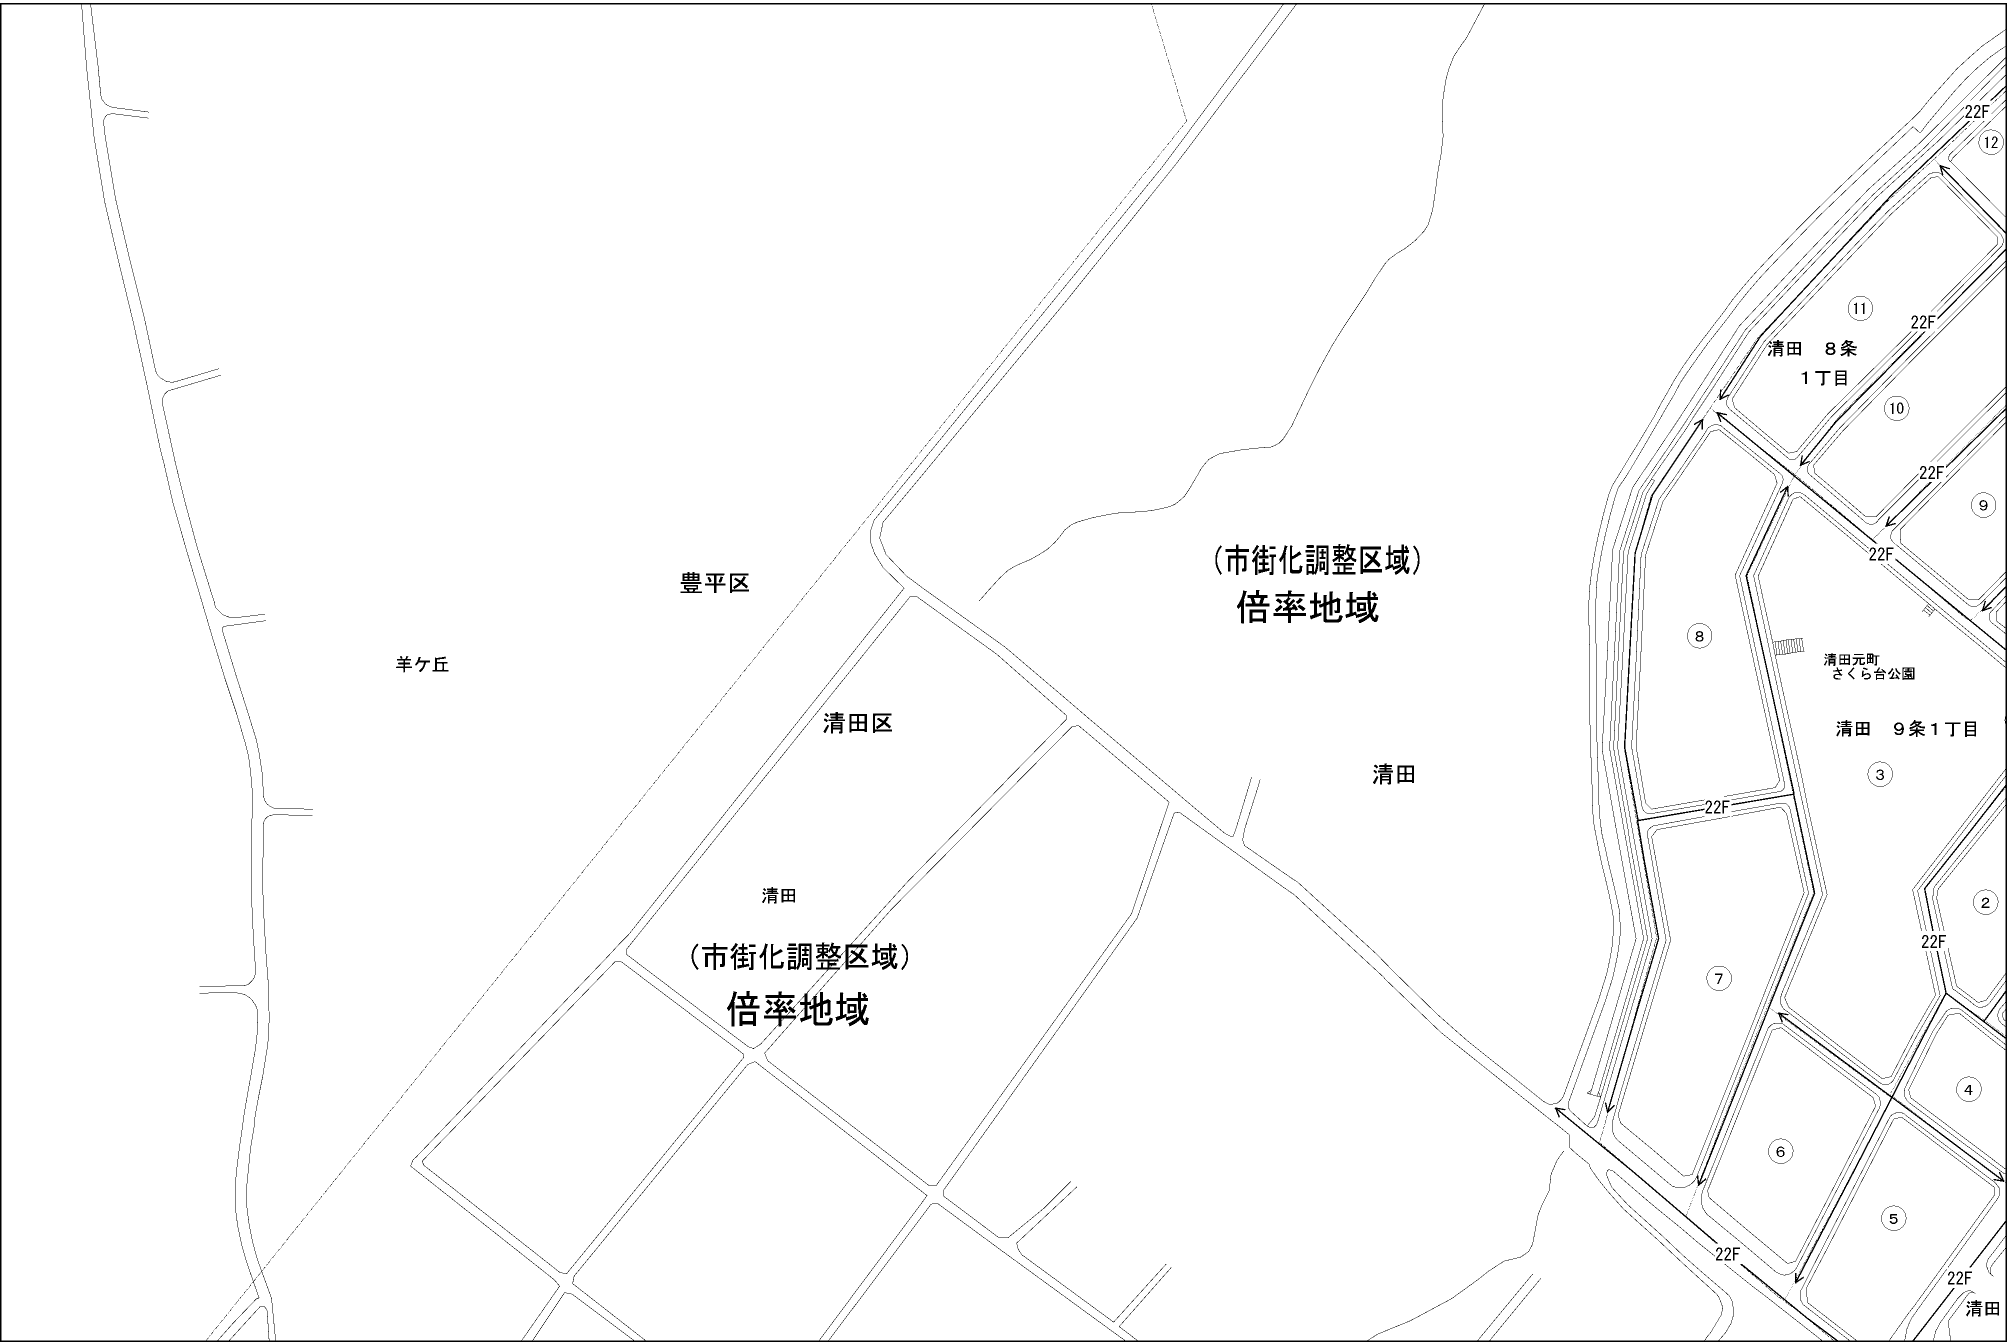 22F
12
11
22F
清田　８条
１丁目
10
22F
9
22F
（市街化調整区域）
倍率地域
豊平区
羊ケ丘
8
清田元町
さくら台公園
清田区
清田　９条１丁目
清田
3
22F
清田
2
22F
（市街化調整区域）
倍率地域
7
4
6
5
22F
22F
清田